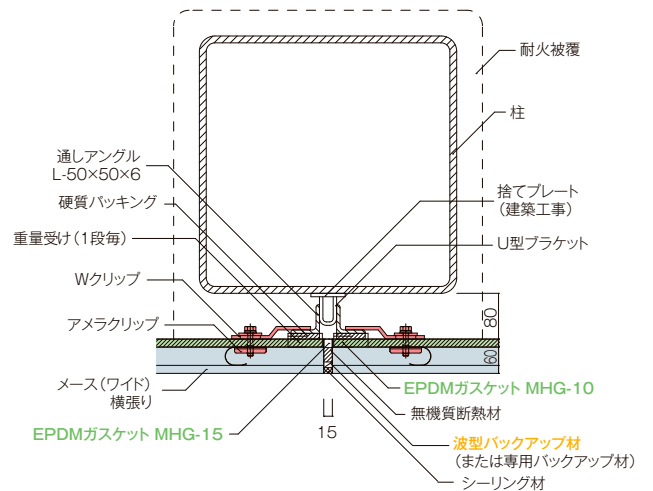 耐火被覆
柱
通しアングル
L-50×50×6
硬質パッキング
重量受け（1段毎）
Wクリップ
アメラクリップ
メース（ワイド）
横張り
EPDMガスケット MHG-15
捨てプレート
（建築工事）
U型ブラケット
80
60
EPDMガスケット MHG-10
無機質断熱材
15
波型バックアップ材
（または専用バックアップ材）
シーリング材